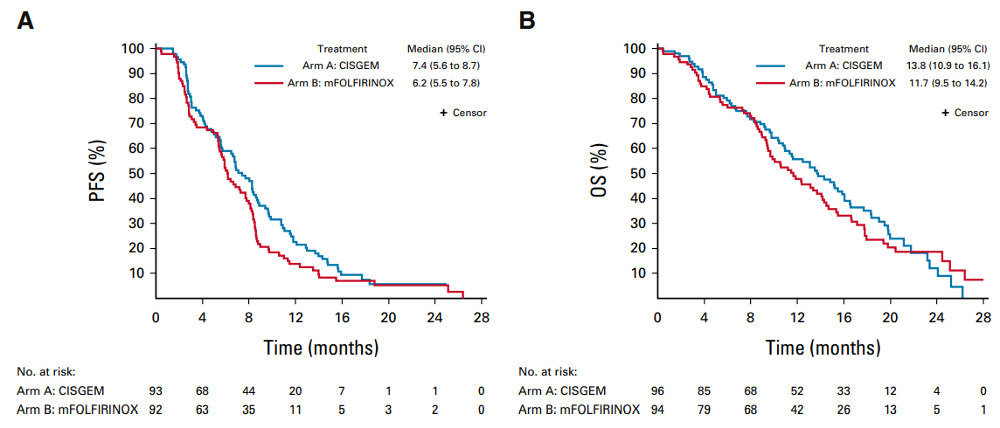 A
Treatment Median (95% CI)
Arm A: CISGEM 7.4 (5.6 to 8.7)
Arm B: mFOLFIRINOX 6.2 (5.5 to 7.8)
+ Censor
PFS (%)
100
90
80
70
60
50
40
30
20
10
0 4 8 12 16 20 24 28
Time (months)
No. at risk:
Arm A: CISGEM 93 68 44 20 7 1 1 0
Arm B: mFOLFIRINOX 92 63 35 11 5 3 2 0
B
Treatment Median (95% CI)
Arm A: CISGEM 13.8 (10.9 to 16.1)
Arm B: mFOLFIRINOX 11.7 (9.5 to 14.2)
+ Censor
OS (%)
100
90
80
70
60
50
40
30
20
10
0 4 8 12 16 20 24 28
Time (months)
No. at risk:
Arm A: CISGEM 96 85 68 52 33 12 4 0
Arm B: mFOLFIRINOX 94 79 68 42 26 13 5 1